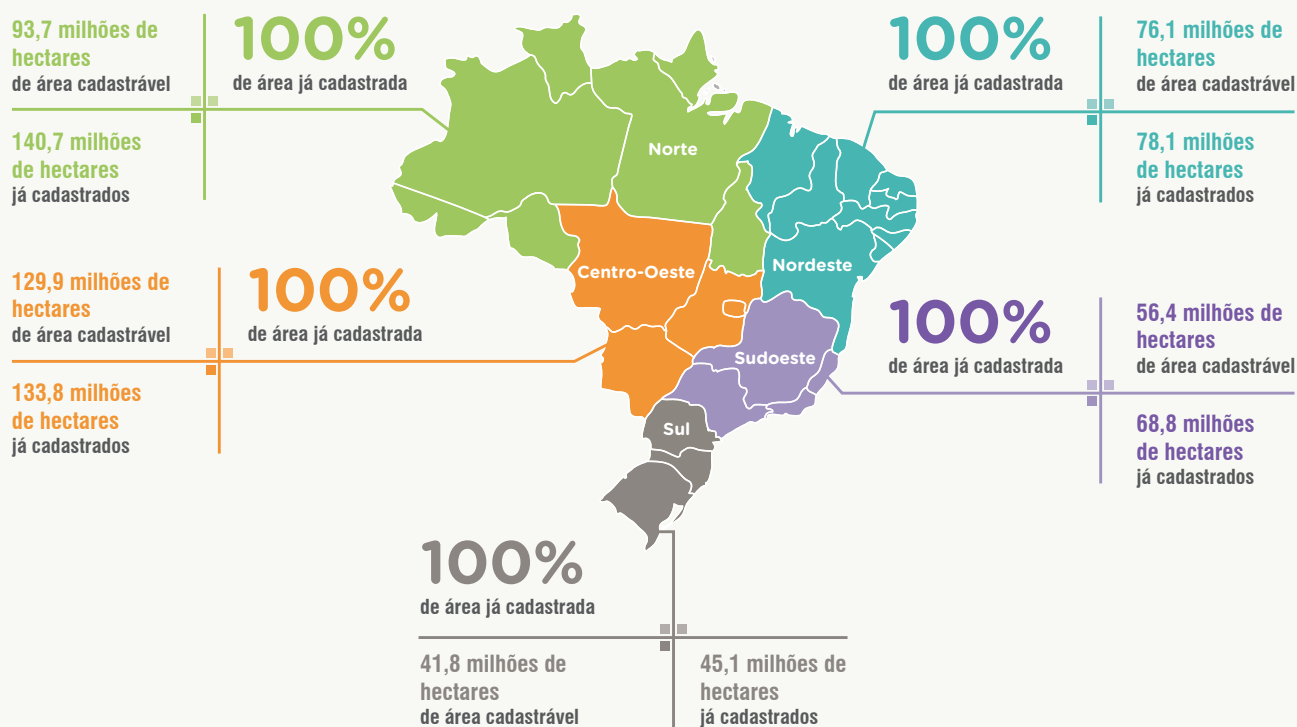 93,7 milhões de
hectares
de área cadastrável
100%
de área já cadastrada
140,7 milhões
de hectares
já cadastrados
100%
de área já cadastrada
76,1 milhões de
hectares
de área cadastrável
78,1 milhões
de hectares
já cadastrados
Norte
Nordeste
Centro-Oeste
Sudoeste
Sul
129,9 milhões de
hectares
de área cadastrável
100%
de área já cadastrada
133,8 milhões
de hectares
já cadastrados
100%
de área já cadastrada
56,4 milhões de
hectares
de área cadastrável
68,8 milhões
de hectares
já cadastrados
100%
de área já cadastrada
41,8 milhões de
hectares
de área cadastrável
45,1 milhões de
hectares
já cadastrados